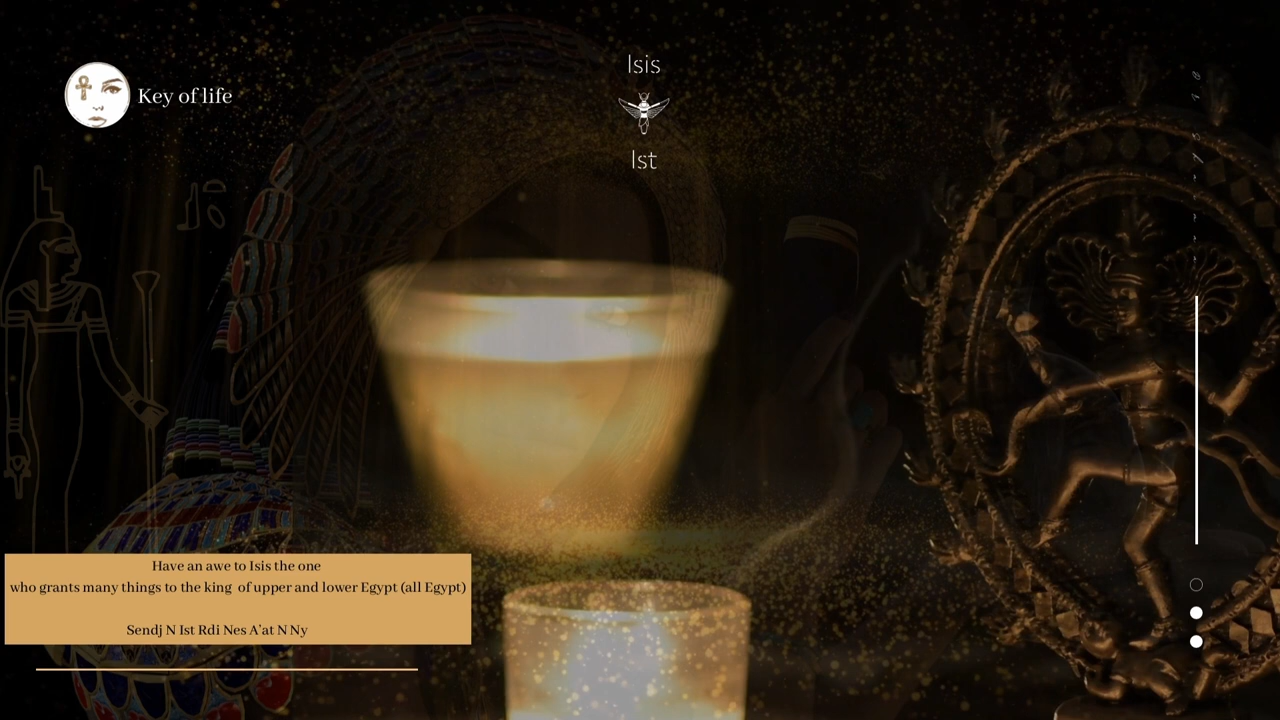 Isis
Key of life
Ist
Have an awe to Isis the one
who grants many things to the king of upper and lower Egypt (all Egypt)
Sendj N Ist Rdi Nes A'at N Ny